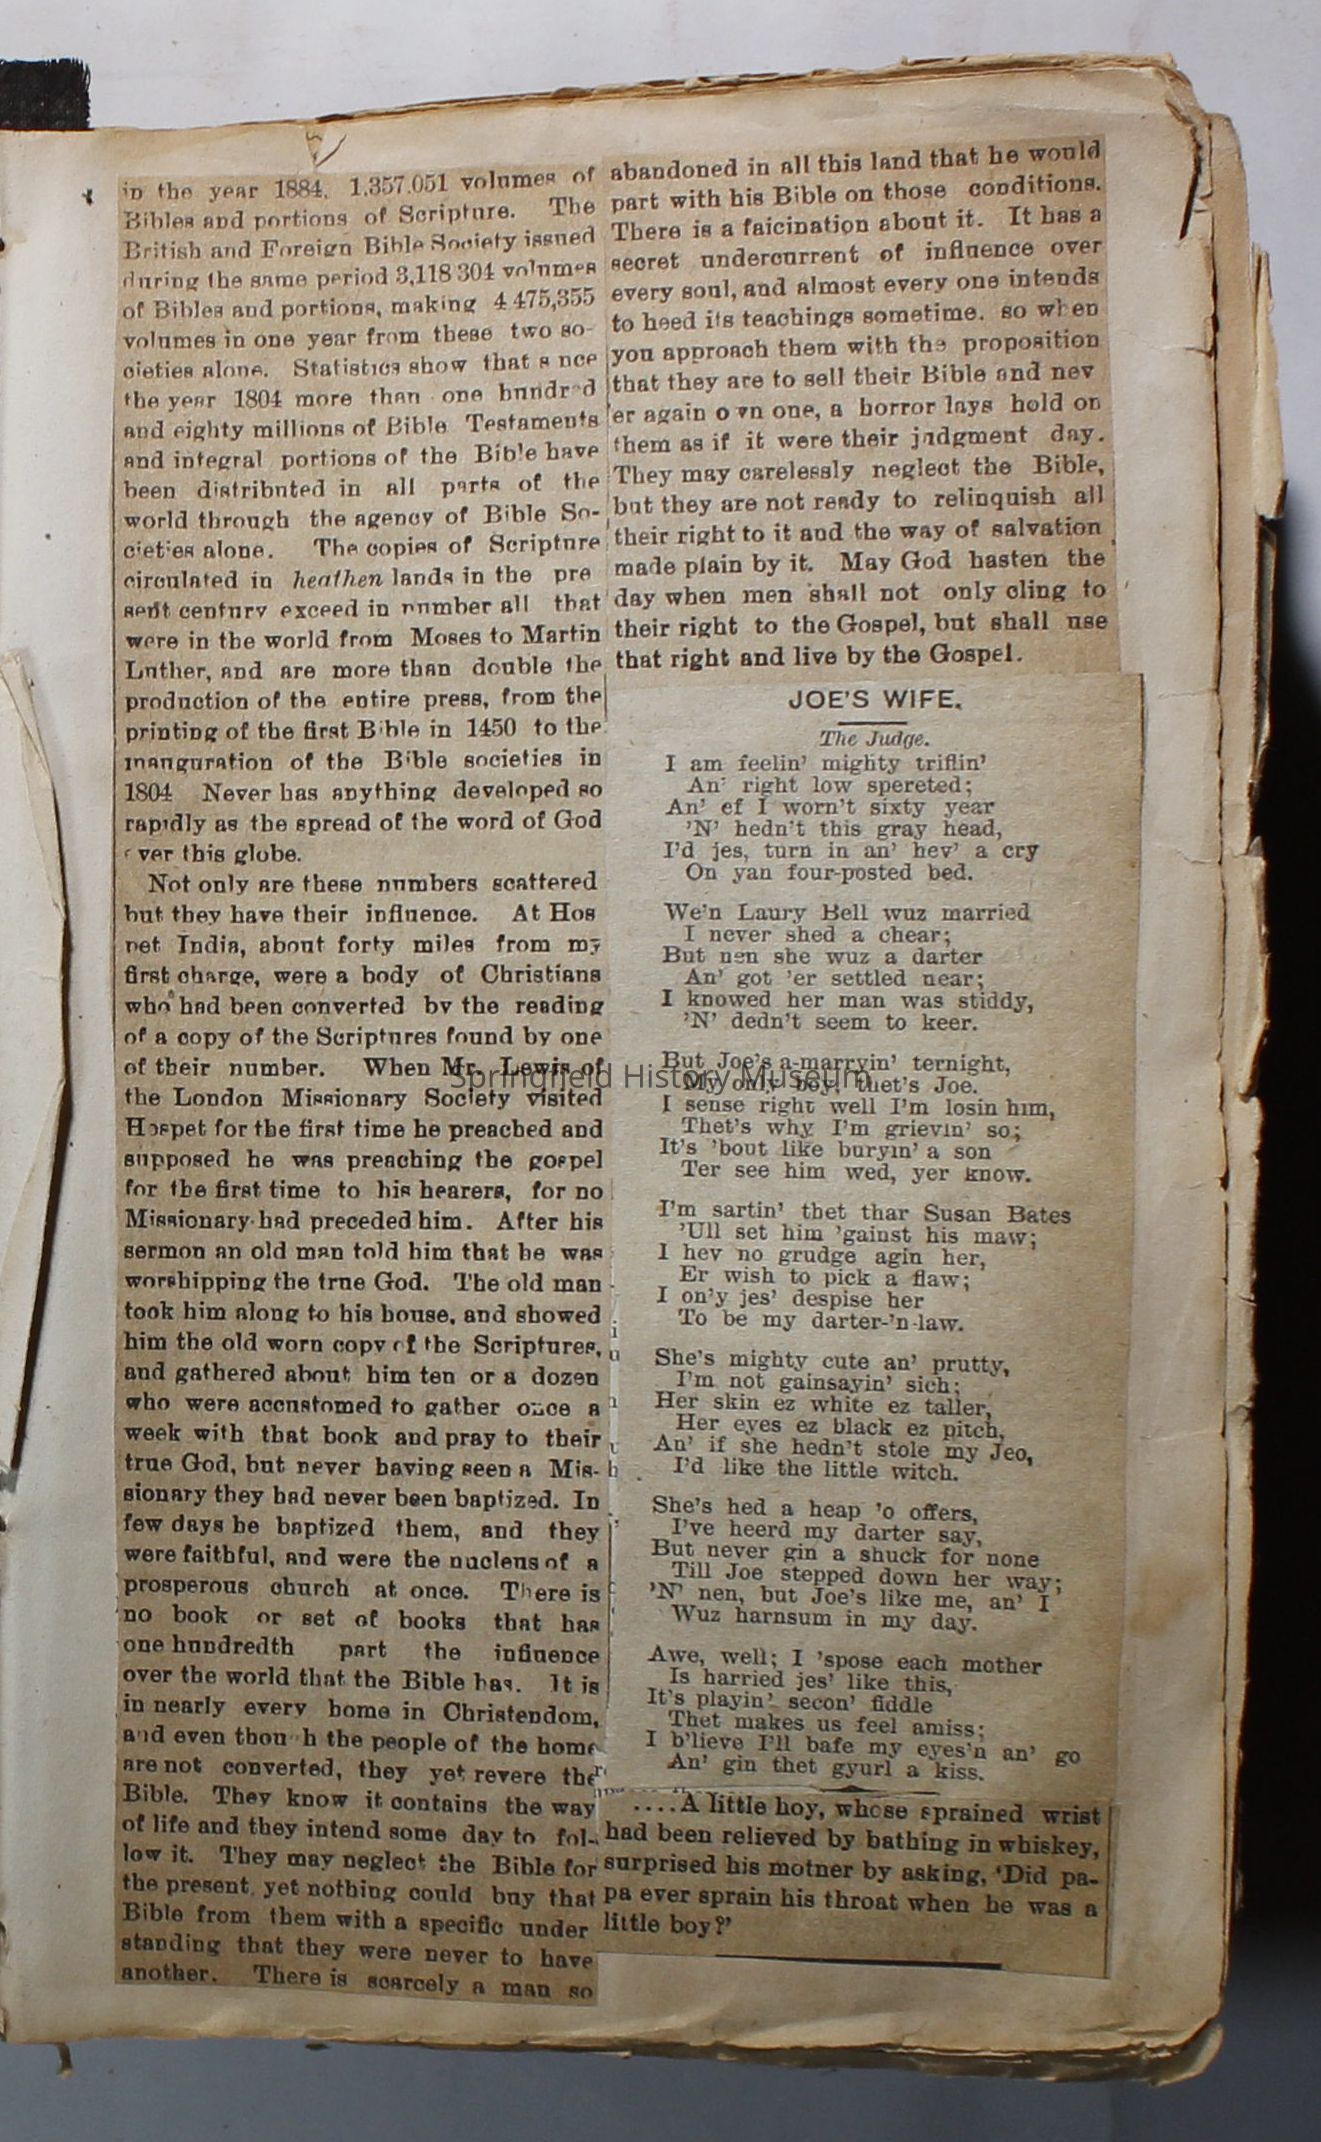 in the year 1884, 1,357,051 volumes of
Bibles and portions of Scripture. The
British and Foreign Bible Society issued
during the same period 3,118 304 volumes
of Bibles and portions, making 4 475,355
volumes in one year from these two so-
cieties alone. Statistics show that s nce
the year 1804 more than one hundr d
and eighty millions of Bible Testaments
and integral portions of the Bible have
been distributed in all parts of the
world through the agency of Bible So-
cieties alone. The copies of Scripture
circulated in heathen lands in the pre
sent century exceed in number all that
were in the world from Moses to Martin
Luther, and are more than double the
production of the entire press, from the
printing of the first Bible in 1450 to the
inanguration of the Bible societies in
1804 Never has anything developed so
rapidly as the spread of the word of God
over this globe.
Not only are these numbers scattered
but they have their influence. At Hos
pet India, about forty miles from my
first charge, were a body of Christians
who had been converted by the reading
of a copy of the Scriptures found by one
of their number. When Mr. Lewis of
the London Missionary Society visited
Hospet for the first time he preached and
supposed he was preaching the gospel
for the first time to his hearers, for no
Missionary had preceded him. After his
sermon an old man told him that he was
worshipping the true God. The old man
took him along to his house, and showed
him the old worn copy of the Scriptures,
and gathered about him ten or a dozen
who were accustomed to gather once a
week with that book and pray to their
true God, but never having seen a Mis-
sionary they had never been baptized. In
few days he baptized them, and they
were faithful, and were the nucleus of a
prosperous church at once. There is
no book or set of books that has
one hundredth part the influence
over the world that the Bible has. It is
in nearly every home in Christendom,
and even though the people of the home
are not converted, they yet revere the
Bible. They know it contains the way
of life and they intend some day to fol-
low it. They may neglect the Bible for
the present, yet nothing could buy that
Bible from them with a specific under
standing that they were never to have
another. There is scarcely a man so
abandoned in all this land that he would
part with his Bible on those conditions.
There is a faicination about it. It has a
secret undercurrent of influence over
every soul, and almost every one intends
to heed its teachings sometime. so when
you approach them with the proposition
that they are to sell their Bible and nev
er again own one, a horror lays hold on
them as if it were their judgment day.
They may carelessly neglect the Bible,
but they are not ready to relinquish all
their right to it and the way of salvation
made plain by it. May God hasten the
day when men shall not only cling to
their right to the Gospel, but shall use
that right and live by the Gospel.
JOE'S WIFE.
The Judge.
I am feelin' mighty triflin'
An' right low spereted;
An' ef I worn't sixty year
'N' hedn't this gray head,
I'd jes, turn in an' hev' a cry
On yan four-posted bed.
We'n Laury Bell wuz married
I never shed a chear;
But nen she wuz a darter
An' got 'er settled near;
I knowed her man was stiddy,
'N' dedn't seem to keer.
But Joe's a-marryin' ternight,
My on'y boy, thet's Joe.
I sense right well I'm losin him,
Thet's why I'm grievin' so;
It's 'bout like buryin' a son
Ter see him wed, yer know.
I'm sartin' thet thar Susan Bates
'Ull set him 'gainst his maw;
I hev no grudge agin her,
Er wish to pick a flaw;
I on'y jes' despise her
To be my darter-'n-law.
She's mighty cute an' prutty,
I'm not gainsayin' sich;
Her skin ez white ez taller,
Her eyes ez black ez pitch,
An' if she hedn't stole my Jeo,
I'd like the little witch.
She's hed a heap 'o offers,
I've heerd my darter say,
But never gin a shuck for none
Till Joe stepped down her way;
'N' nen, but Joe's like me, an' I
Wuz harnsum in my day.
Awe, well; I 'spose each mother
Is harried jes' like this,
It's playin' secon' fiddle
Thet makes us feel amiss;
I b'lieve I'll bafe my eyes'n an' go
An' gin thet gyurl a kiss.
....A little boy, whose sprained wrist
had been relieved by bathing in whiskey,
surprised his motner by asking, 'Did pa-
pa ever sprain his throat when he was a
little boy?'
Springfield History Museum